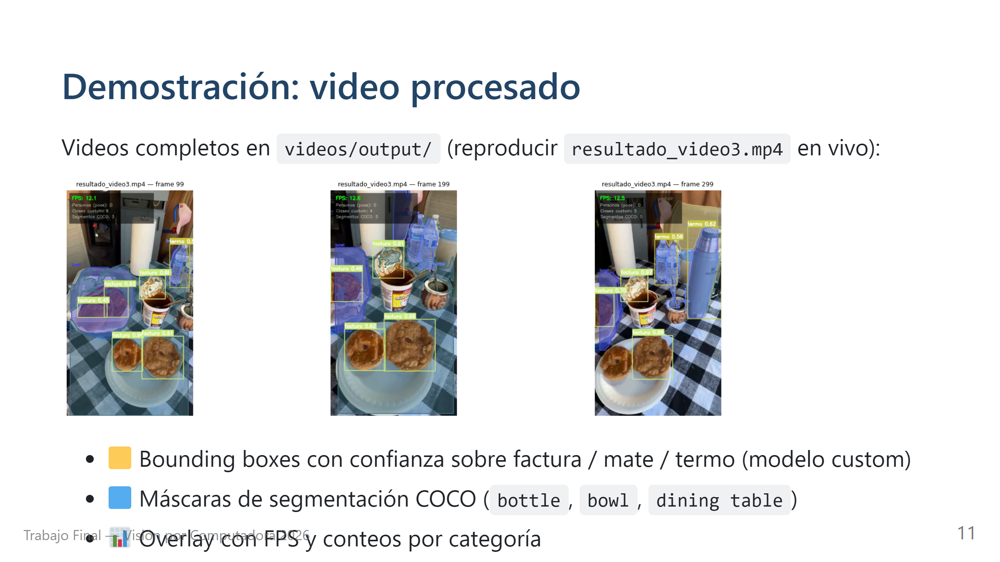 Demostración: video procesado
Videos completos en videos/output/ (reproducir resultado_video3.mp4 en vivo):
resultado_video3.mp4 — frame 99
FPS: 12.1
Personas (pose): 0
Clases custom: 6
Segmentos COCO: 3
termo 0.5
bowl
factura 0.68
factura 0.92
factura 0.45
factura 0.61
resultado_video3.mp4 — frame 199
FPS: 12.6
Personas (pose): 0
Clases custom: 4
Segmentos COCO: 5
bottle
factura 0.91
bowl
bottle
factura 0.49
dining
factura 0.99
factura 0.62
resultado_video3.mp4 — frame 299
FPS: 12.5
Personas (pose): 0
Clases custom: 5
Segmentos COCO: 5
chair
termo 0.62
termo 0.58
bowl
factura 0.97
factura 0.70
bottle
factura 0.89
• Bounding boxes con confianza sobre factura / mate / termo (modelo custom)
• Máscaras de segmentación COCO (bottle, bowl, dining table)
• Overlay con FPS y conteos por categoría
Trabajo Final — Visión por Computadora 2026
11